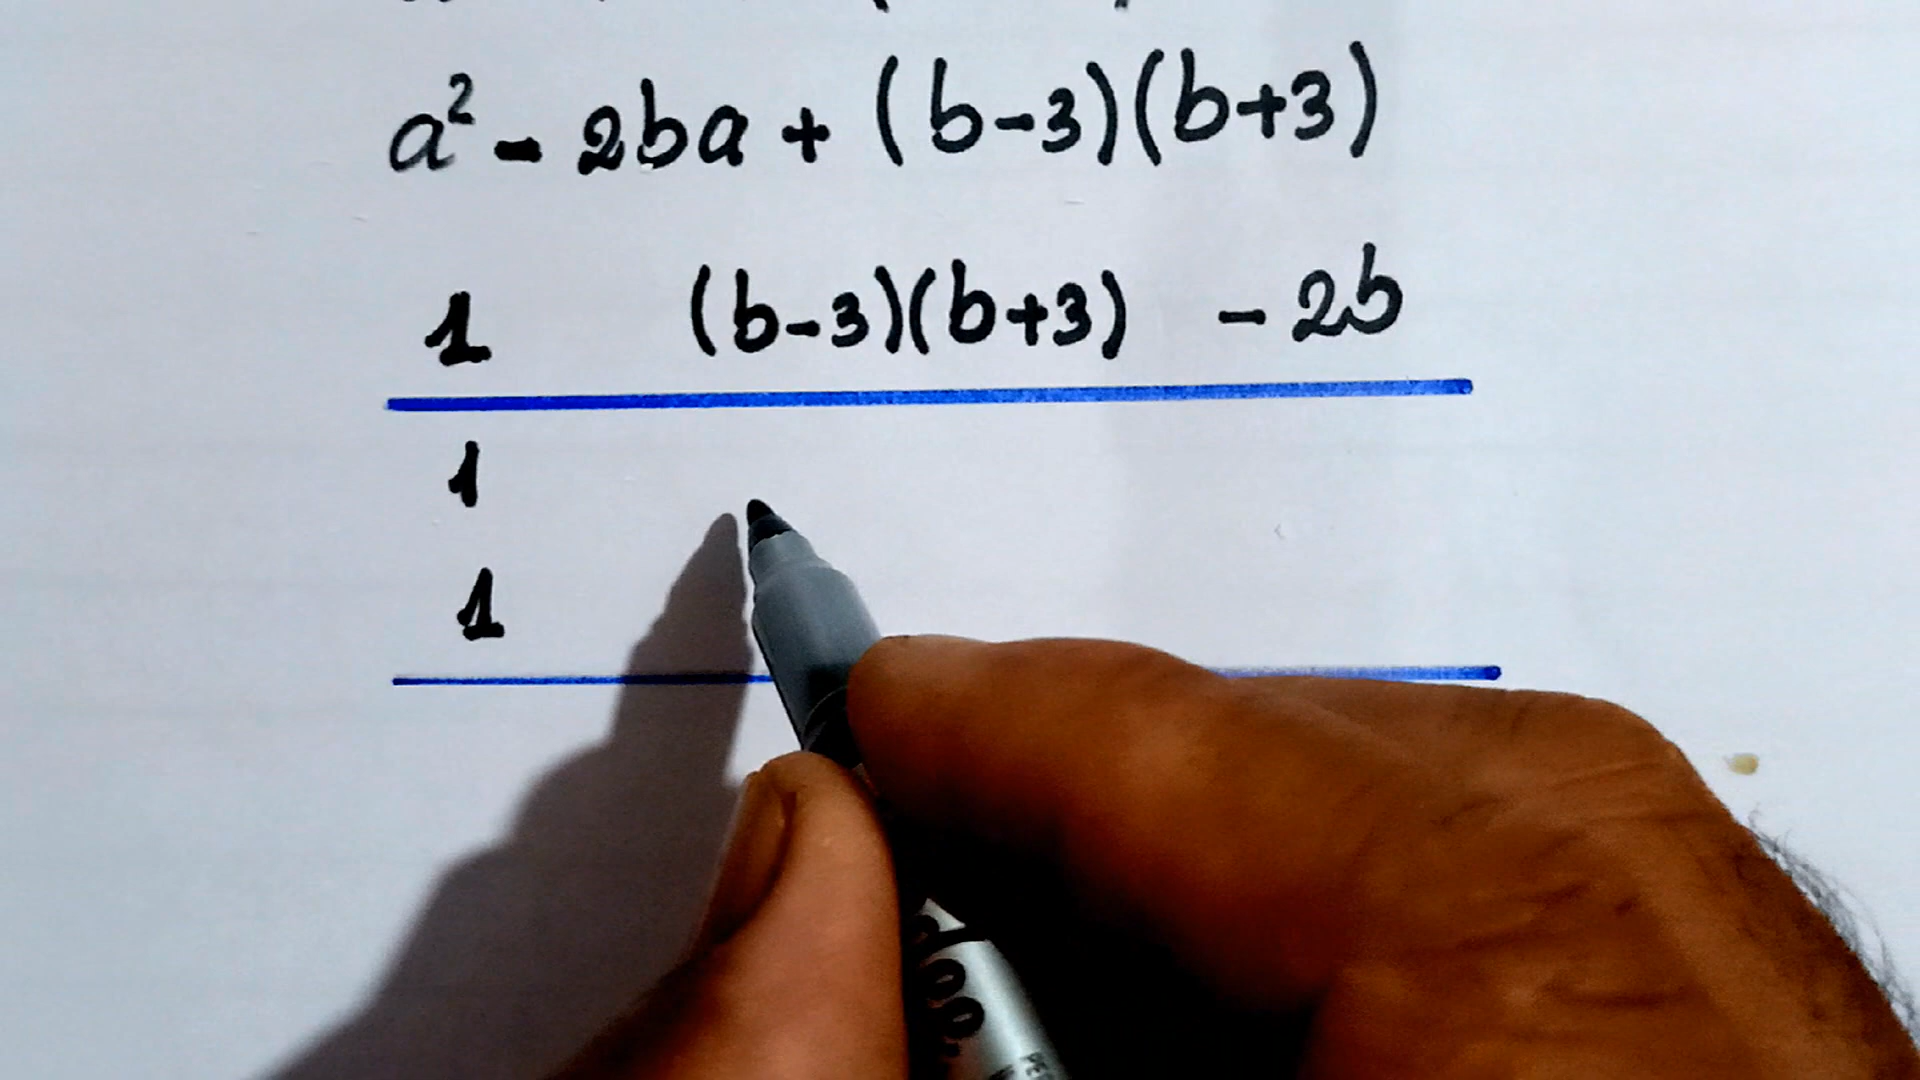 a² - 2ba + (b-3)(b+3)
1 (b-3)(b+3) - 2b
1
1